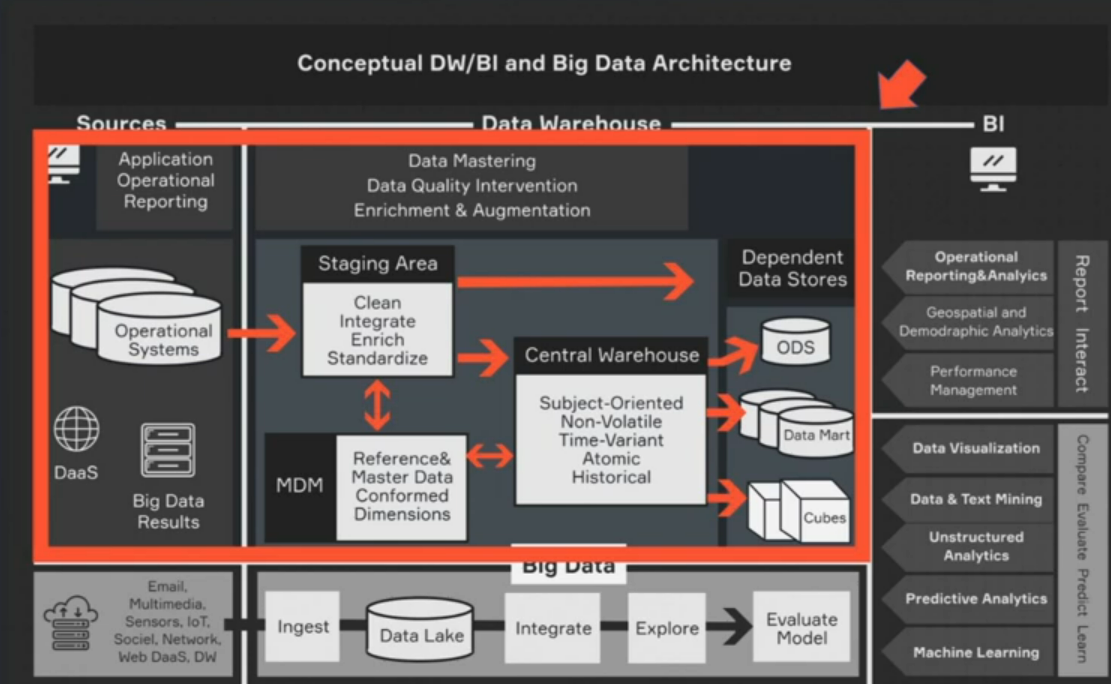 Conceptual DW/BI and Big Data Architecture
Sources
Data Warehouse
BI
Application
Operational
Reporting
Data Mastering
Data Quality Intervention
Enrichment & Augmentation
Operational
Systems
DaaS
Big Data
Results
Staging Area
Clean
Integrate
Enrich
Standardize
MDM
Reference&
Master Data
Conformed
Dimensions
Central Warehouse
Subject-Oriented
Non-Volatile
Time-Variant
Atomic
Historical
Dependent
Data Stores
ODS
Data Mart
Cubes
Operational
Reporting&Analyics
Geospatial and
Demodraphic Analytics
Performance
Management
Report Interact
Data Visualization
Data & Text Mining
Unstructured
Analytics
Predictive Analytics
Machine Learning
Compare Evaluate Predict Learn
Big Data
Email,
Multimedia,
Sensors, IoT,
Sociel, Network,
Web DaaS, DW
Ingest
Data Lake
Integrate
Explore
Evaluate
Model